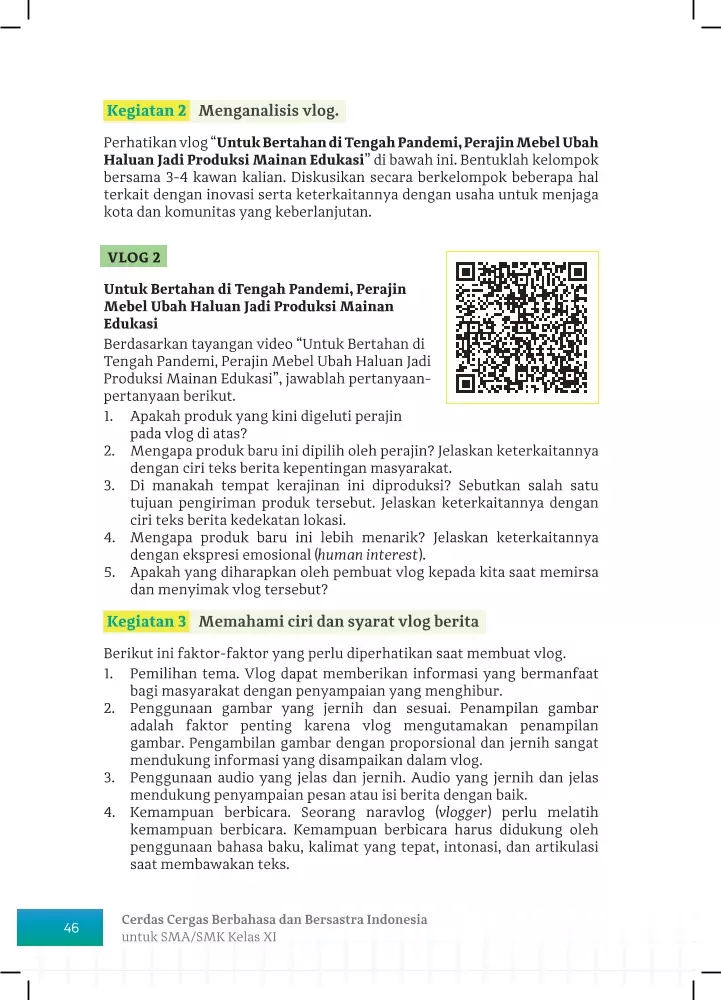 Kegiatan 2 Menganalisis vlog.
Perhatikan vlog “Untuk Bertahan di Tengah Pandemi, Perajin Mebel Ubah
Haluan Jadi Produksi Mainan Edukasi” di bawah ini. Bentuklah kelompok
bersama 3-4 kawan kalian. Diskusikan secara berkelompok beberapa hal
terkait dengan inovasi serta keterkaitannya dengan usaha untuk menjaga
kota dan komunitas yang keberlanjutan.
VLOG 2
Untuk Bertahan di Tengah Pandemi, Perajin
Mebel Ubah Haluan Jadi Produksi Mainan
Edukasi
Berdasarkan tayangan video “Untuk Bertahan di
Tengah Pandemi, Perajin Mebel Ubah Haluan Jadi
Produksi Mainan Edukasi”, jawablah pertanyaan-
pertanyaan berikut.
1. Apakah produk yang kini digeluti perajin
pada vlog di atas?
2. Mengapa produk baru ini dipilih oleh perajin? Jelaskan keterkaitannya
dengan ciri teks berita kepentingan masyarakat.
3. Di manakah tempat kerajinan ini diproduksi? Sebutkan salah satu
tujuan pengiriman produk tersebut. Jelaskan keterkaitannya dengan
ciri teks berita kedekatan lokasi.
4. Mengapa produk baru ini lebih menarik? Jelaskan keterkaitannya
dengan ekspresi emosional (human interest).
5. Apakah yang diharapkan oleh pembuat vlog kepada kita saat memirsa
dan menyimak vlog tersebut?
Kegiatan 3 Memahami ciri dan syarat vlog berita
Berikut ini faktor-faktor yang perlu diperhatikan saat membuat vlog.
1. Pemilihan tema. Vlog dapat memberikan informasi yang bermanfaat
bagi masyarakat dengan penyampaian yang menghibur.
2. Penggunaan gambar yang jernih dan sesuai. Penampilan gambar
adalah faktor penting karena vlog mengutamakan penampilan
gambar. Pengambilan gambar dengan proporsional dan jernih sangat
mendukung informasi yang disampaikan dalam vlog.
3. Penggunaan audio yang jelas dan jernih. Audio yang jernih dan jelas
mendukung penyampaian pesan atau isi berita dengan baik.
4. Kemampuan berbicara. Seorang naravlog (vlogger) perlu melatih
kemampuan berbicara. Kemampuan berbicara harus didukung oleh
penggunaan bahasa baku, kalimat yang tepat, intonasi, dan artikulasi
saat membawakan teks.
46
Cerdas Cergas Berbahasa dan Bersastra Indonesia
untuk SMA/SMK Kelas XI